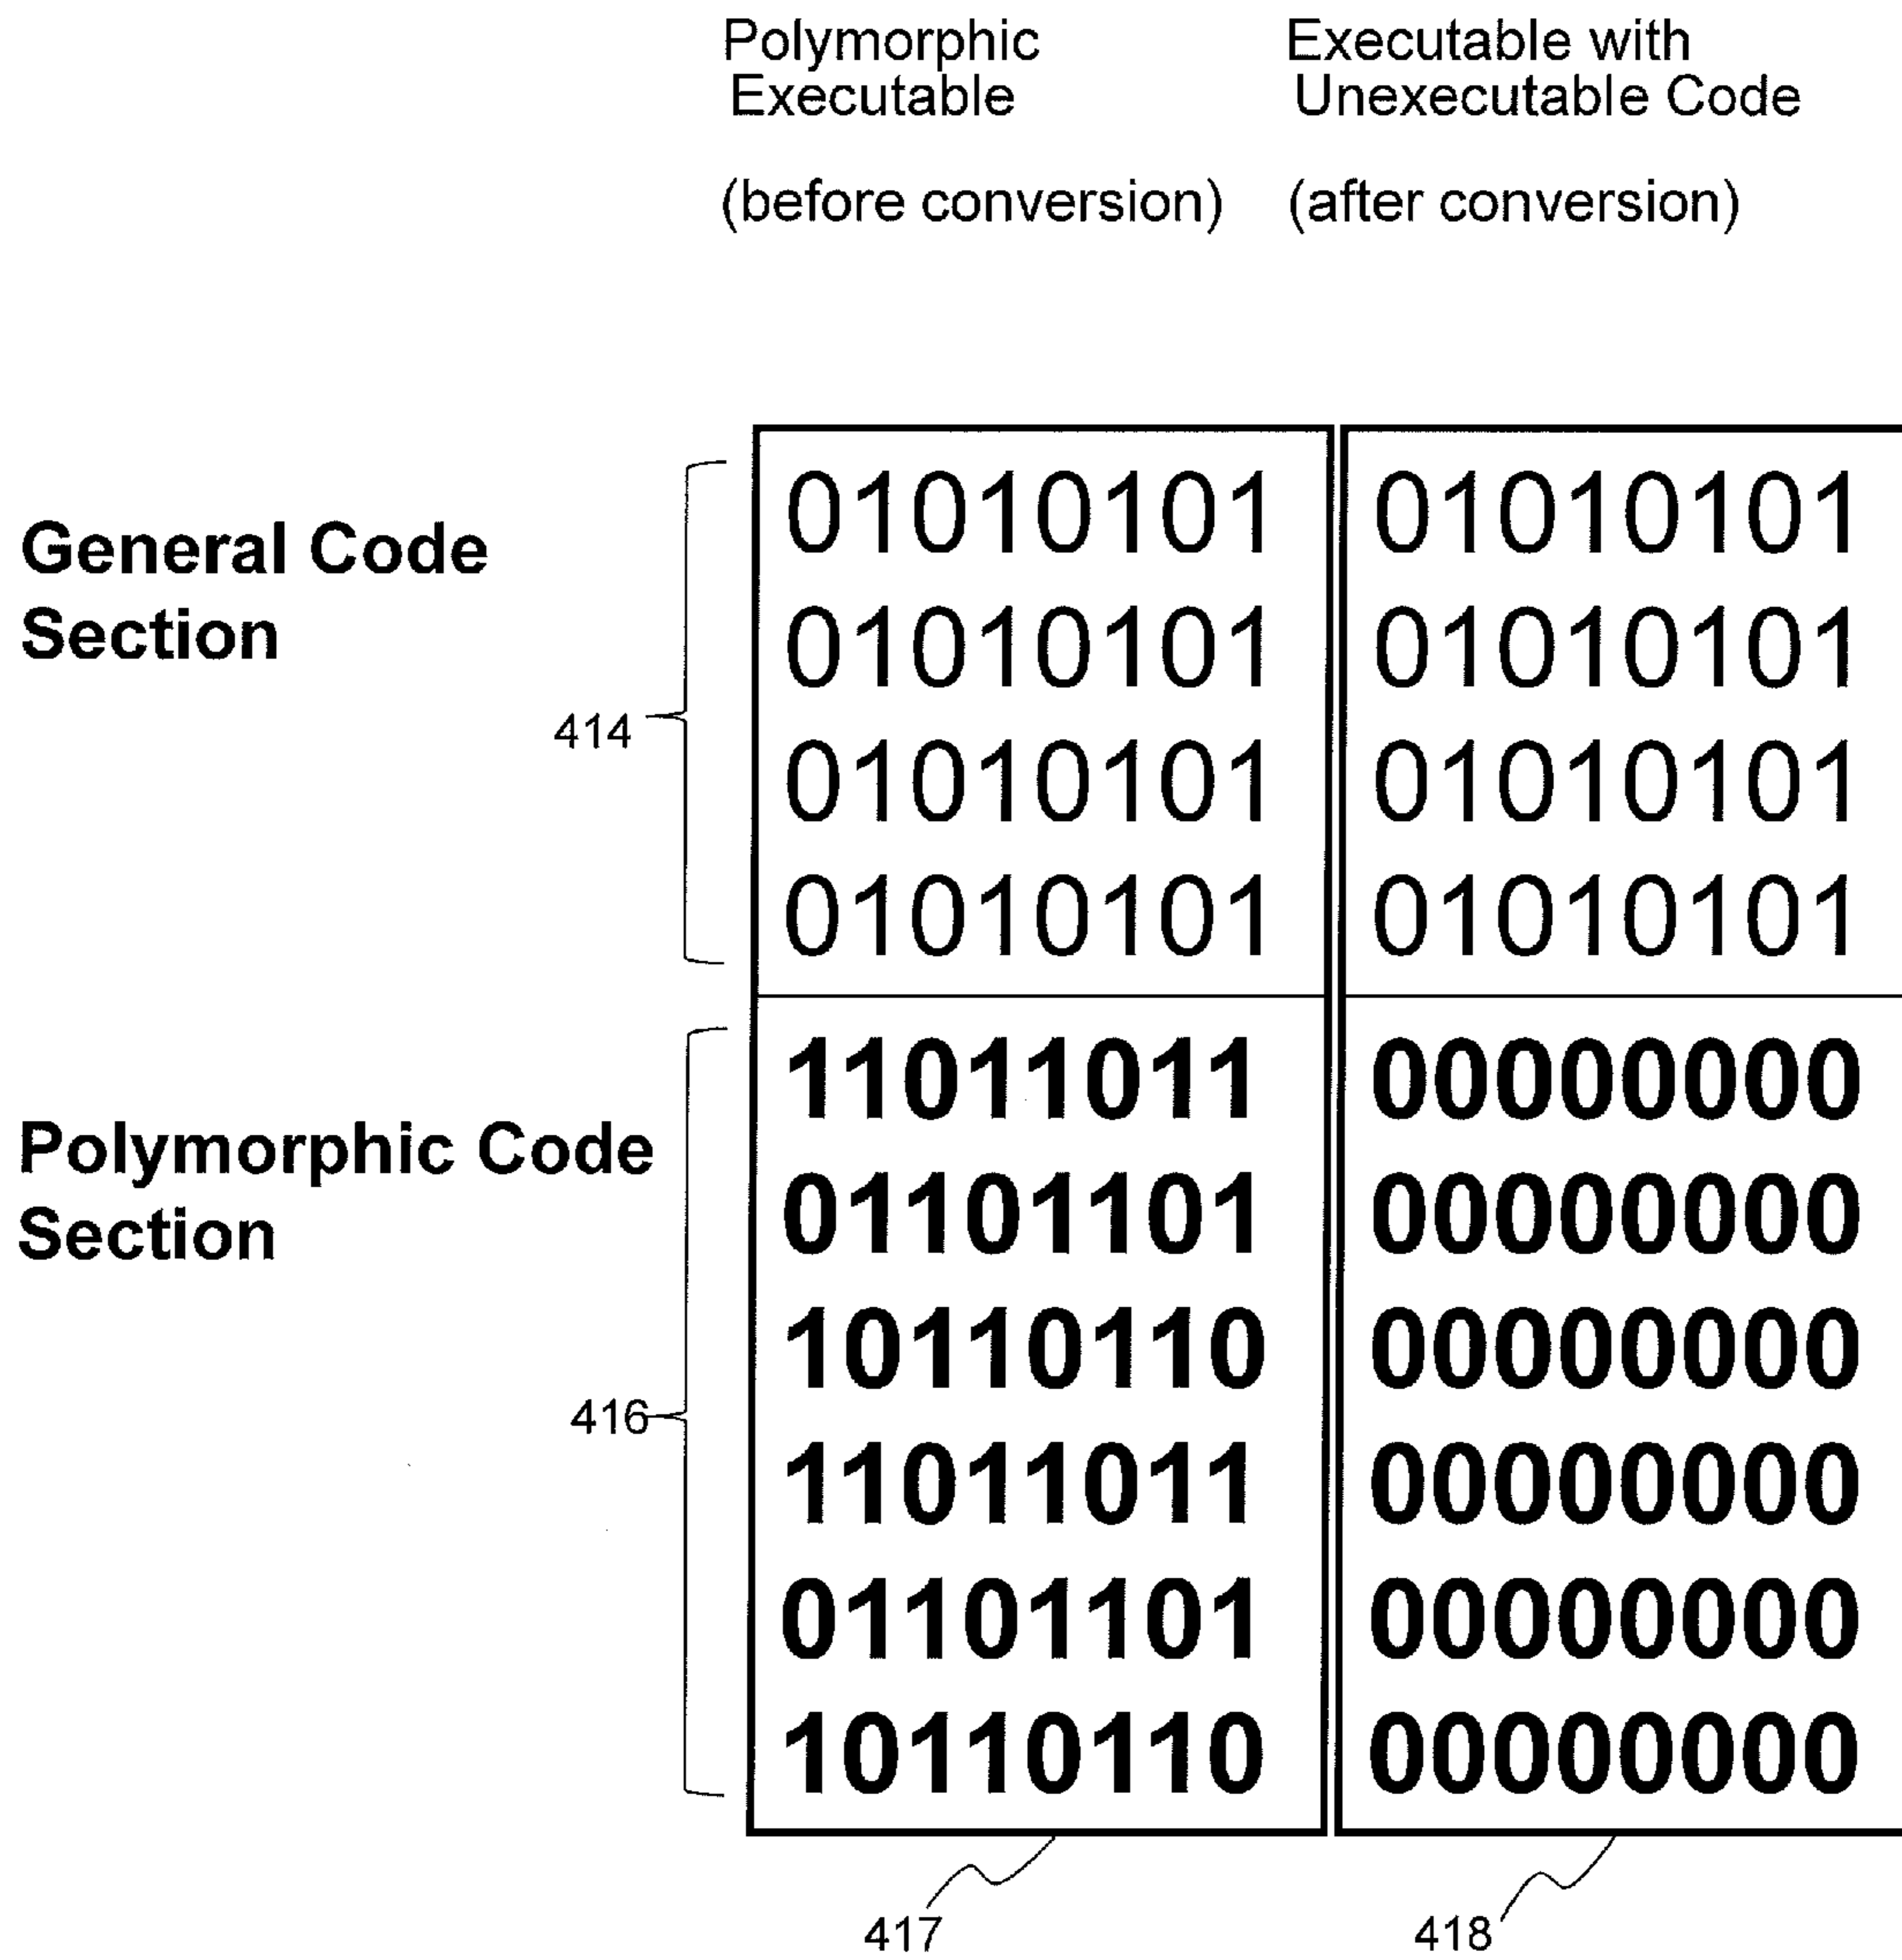 Polymorphic
Executable
(before conversion)
Executable with
Unexecutable Code
(after conversion)
General Code
Section
414
01010101 01010101
01010101 01010101
01010101 01010101
01010101 01010101
Polymorphic Code
Section
416
11011011 00000000
01101101 00000000
10110110 00000000
11011011 00000000
01101101 00000000
10110110 00000000
417
418